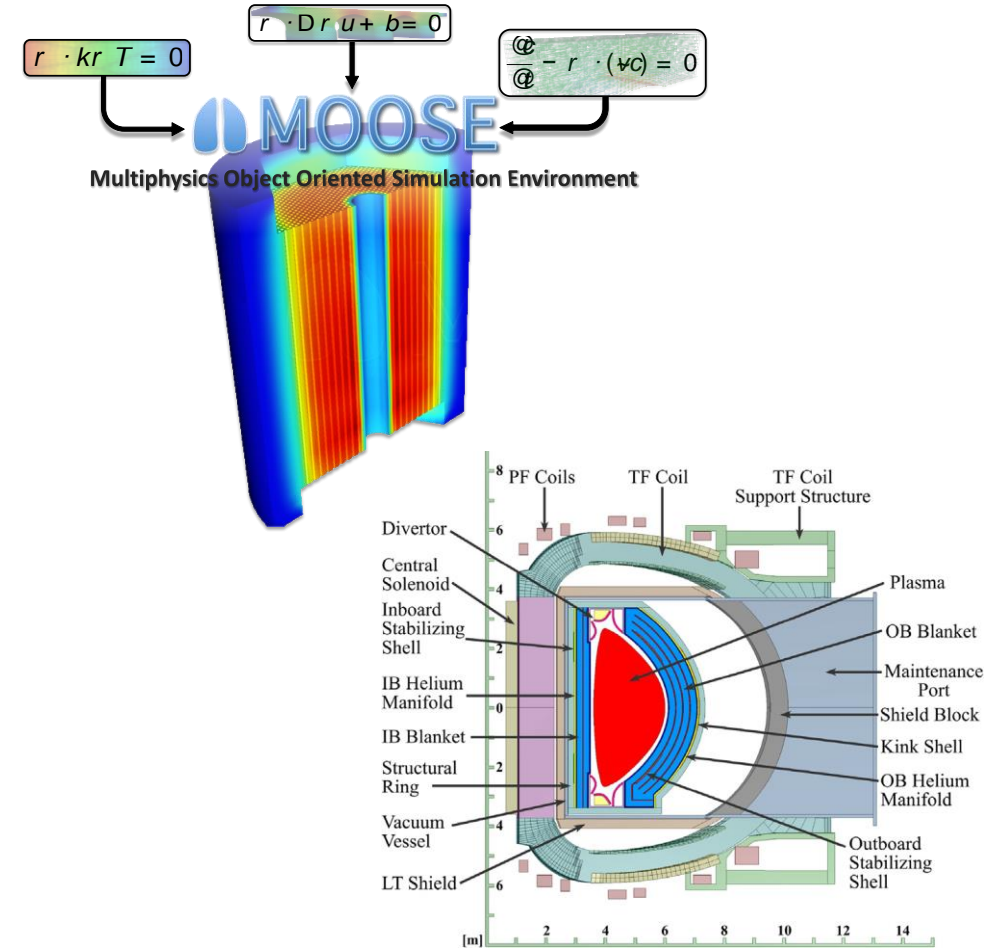 r · D r u + b = 0
r · kr T = 0
@c
@t
− r · (vc) = 0
MOOSE
Multiphysics Object Oriented Simulation Environment
8
PF Coils
TF Coil
TF Coil
Support Structure
Divertor
6
Central
Solenoid
4
Plasma
Inboard
Stabilizing
Shell
2
OB Blanket
IB Helium
Manifold
Maintenance
Port
0
Shield Block
IB Blanket
Kink Shell
Structural
Ring
2
OB Helium
Manifold
Vacuum
Vessel
4
Outboard
Stabilizing
Shell
LT Shield
6
[m]
2 4 6 8 10 12 14